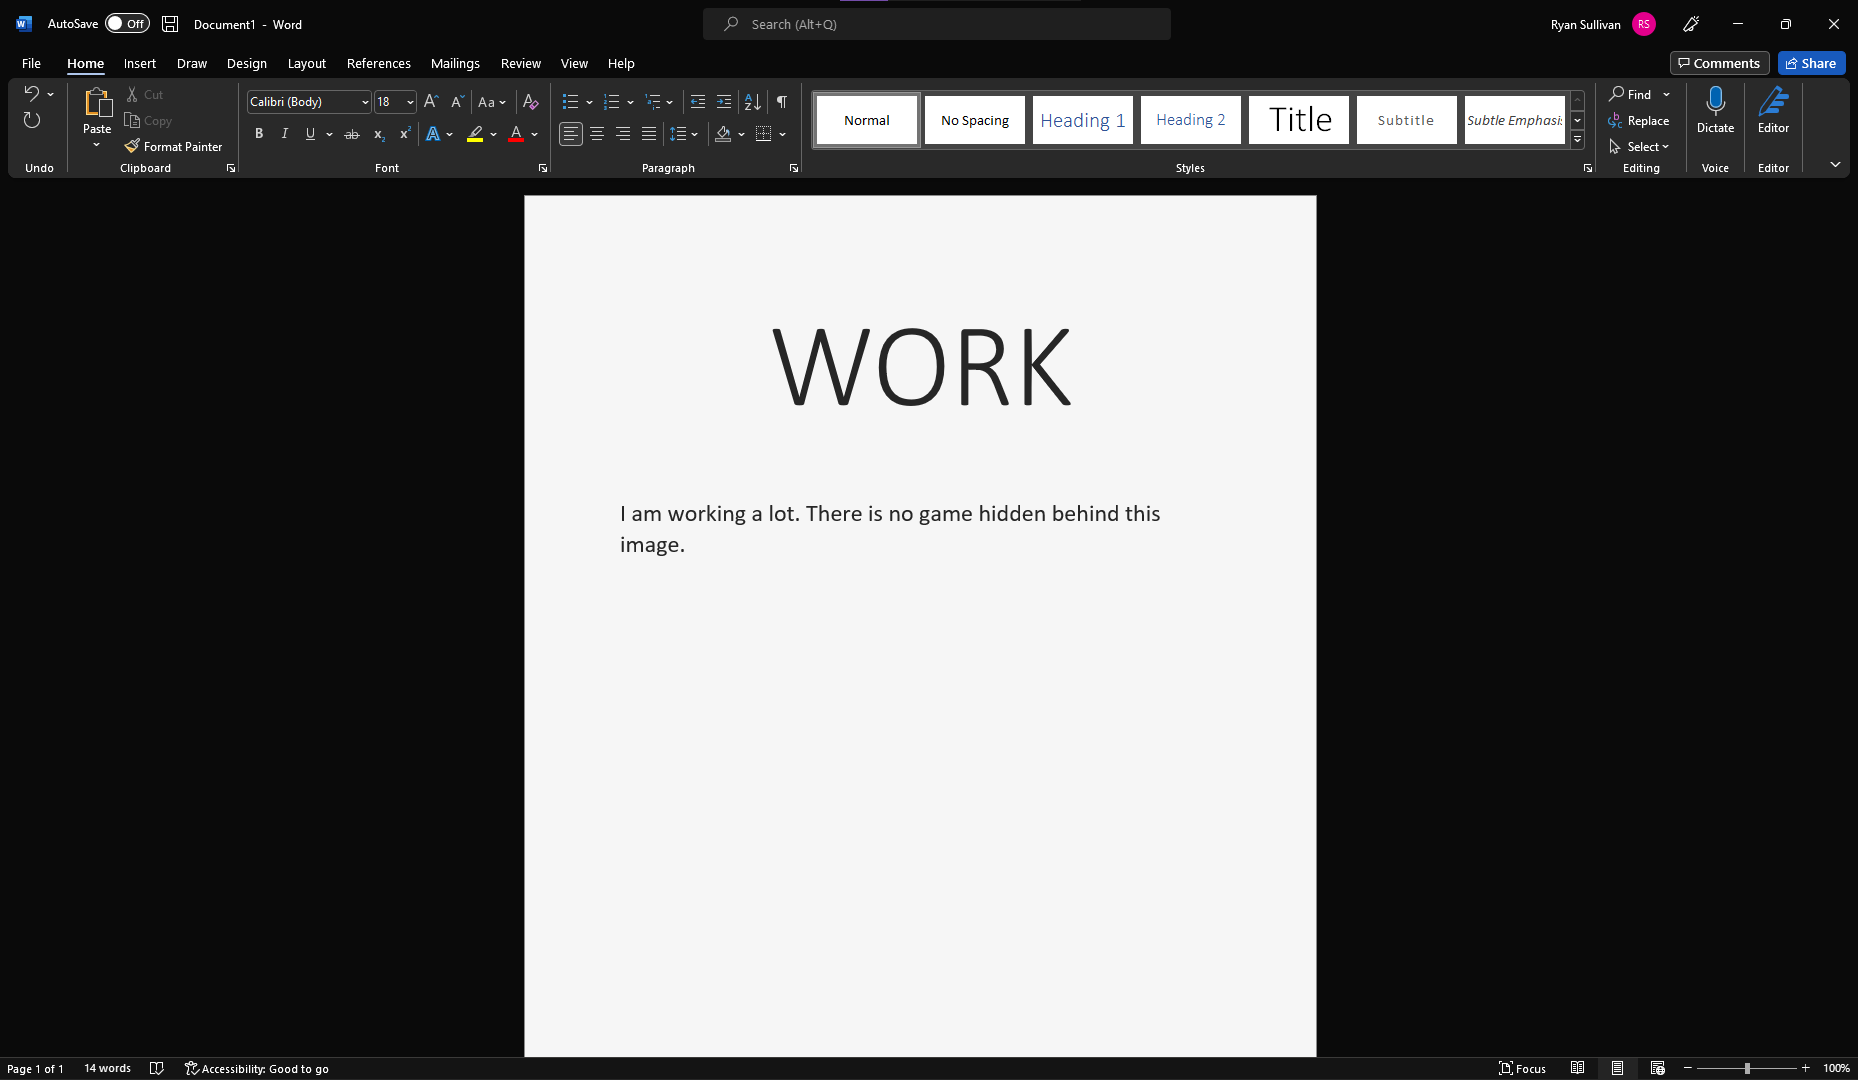 AutoSave Off Document1 - Word Search (Alt+Q) Ryan Sullivan RS
File Home Insert Draw Design Layout References Mailings Review View Help Comments Share
Paste
Cut
Copy
Format Painter
Calibri (Body) 18
Normal No Spacing Heading 1 Heading 2 Title Subtitle Subtle Emphasis
Find
Replace
Select
Dictate Editor
Undo Clipboard Font Paragraph Styles Editing Voice Editor
WORK
I am working a lot. There is no game hidden behind this
image.
Page 1 of 1 14 words Accessibility: Good to go Focus 100%